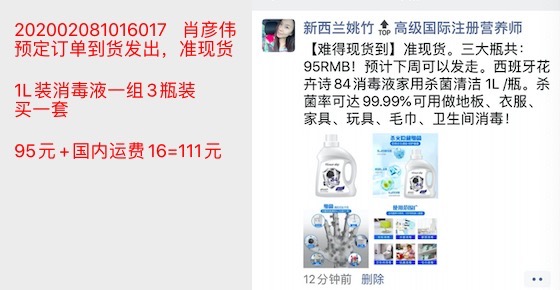 202002081016017 肖彦伟
预定订单到货发出，准现货
1L装消毒液一组3瓶装
买一套
95元+国内运费16=111元
新西兰姚竹 🔝 高级国际注册营养师
【难得现货到】准现货。三大瓶共：
95RMB！预计下周可以发走。西班牙花
卉诗84消毒液家用杀菌清洁 1L /瓶。杀
菌率可达 99.99%可用做地板、衣服、
家具、玩具、毛巾、卫生间消毒！
12分钟前 删除